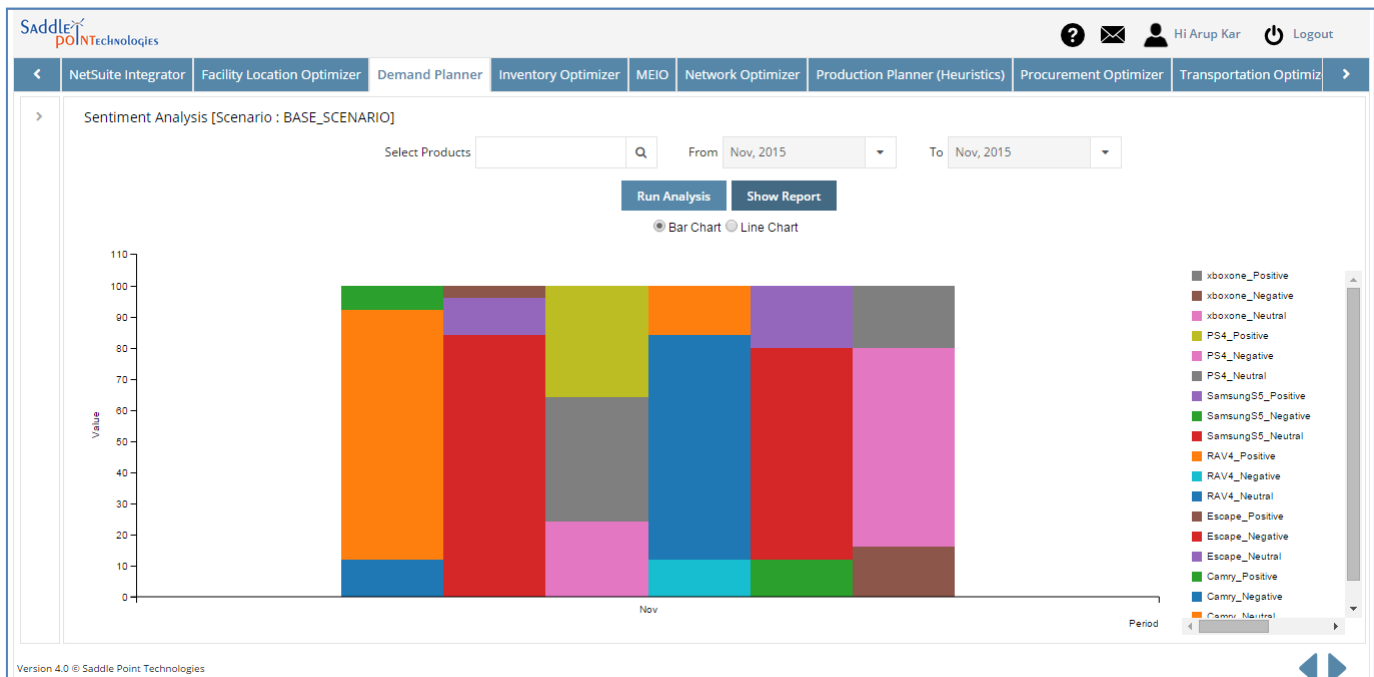 SAddlE
POINTEchNologiEs
Hi Arup Kar
Logout
NetSuite Integrator
Facility Location Optimizer
Demand Planner
Inventory Optimizer
MEIO
Network Optimizer
Production Planner (Heuristics)
Procurement Optimizer
Transportation Optimiz
Sentiment Analysis [Scenario : BASE_SCENARIO]
Select Products
From Nov, 2015
To Nov, 2015
Run Analysis
Show Report
Bar Chart
Line Chart
110
100
90
80
70
60
50
40
30
20
10
0
Value
Nov
Period
xboxone_Positive
xboxone_Negative
xboxone_Neutral
PS4_Positive
PS4_Negative
PS4_Neutral
SamsungS5_Positive
SamsungS5_Negative
SamsungS5_Neutral
RAV4_Positive
RAV4_Negative
RAV4_Neutral
Escape_Positive
Escape_Negative
Escape_Neutral
Camry_Positive
Camry_Negative
Camry_Neutral
Version 4.0 © Saddle Point Technologies